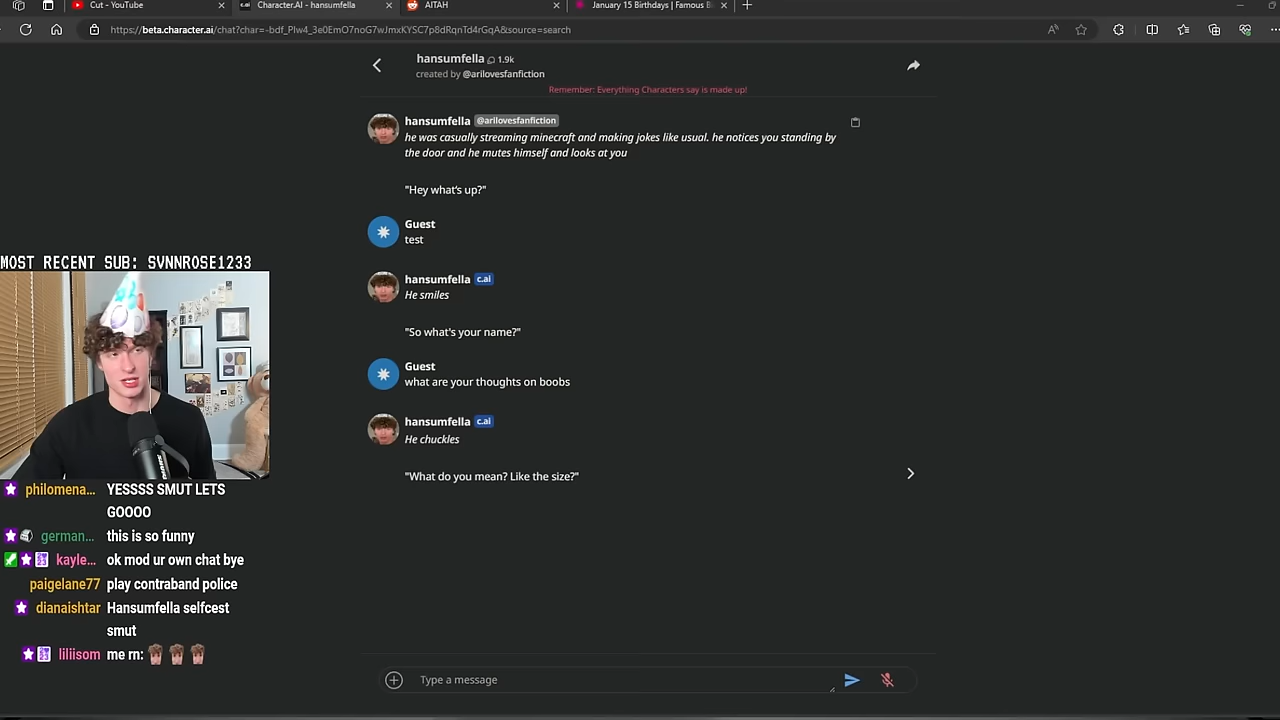 Cut - YouTube
Character.AI - hansumfella
AITAH
January 15 Birthdays | Famous B
https://beta.character.ai/chat?char=-bdf_Plw4_3e0EmO7noG7wJmxKYSC7p8dRqnTd4rGqA&source=search
hansumfella 1.9k
created by @arilovesfanfiction
Remember: Everything Characters say is made up!
hansumfella @arilovesfanfiction
he was casually streaming minecraft and making jokes like usual. he notices you standing by
the door and he mutes himself and looks at you
"Hey what's up?"
Guest
test
hansumfella c.ai
He smiles
"So what's your name?"
Guest
what are your thoughts on boobs
hansumfella c.ai
He chuckles
"What do you mean? Like the size?"
Type a message
MOST RECENT SUB: SVNNROSE1233
philomena... YESSSS SMUT LETS
GOOOO
german... this is so funny
kayle... ok mod ur own chat bye
paigelane77 play contraband police
dianaishtar Hansumfella selfcest
smut
liliisom me rn: